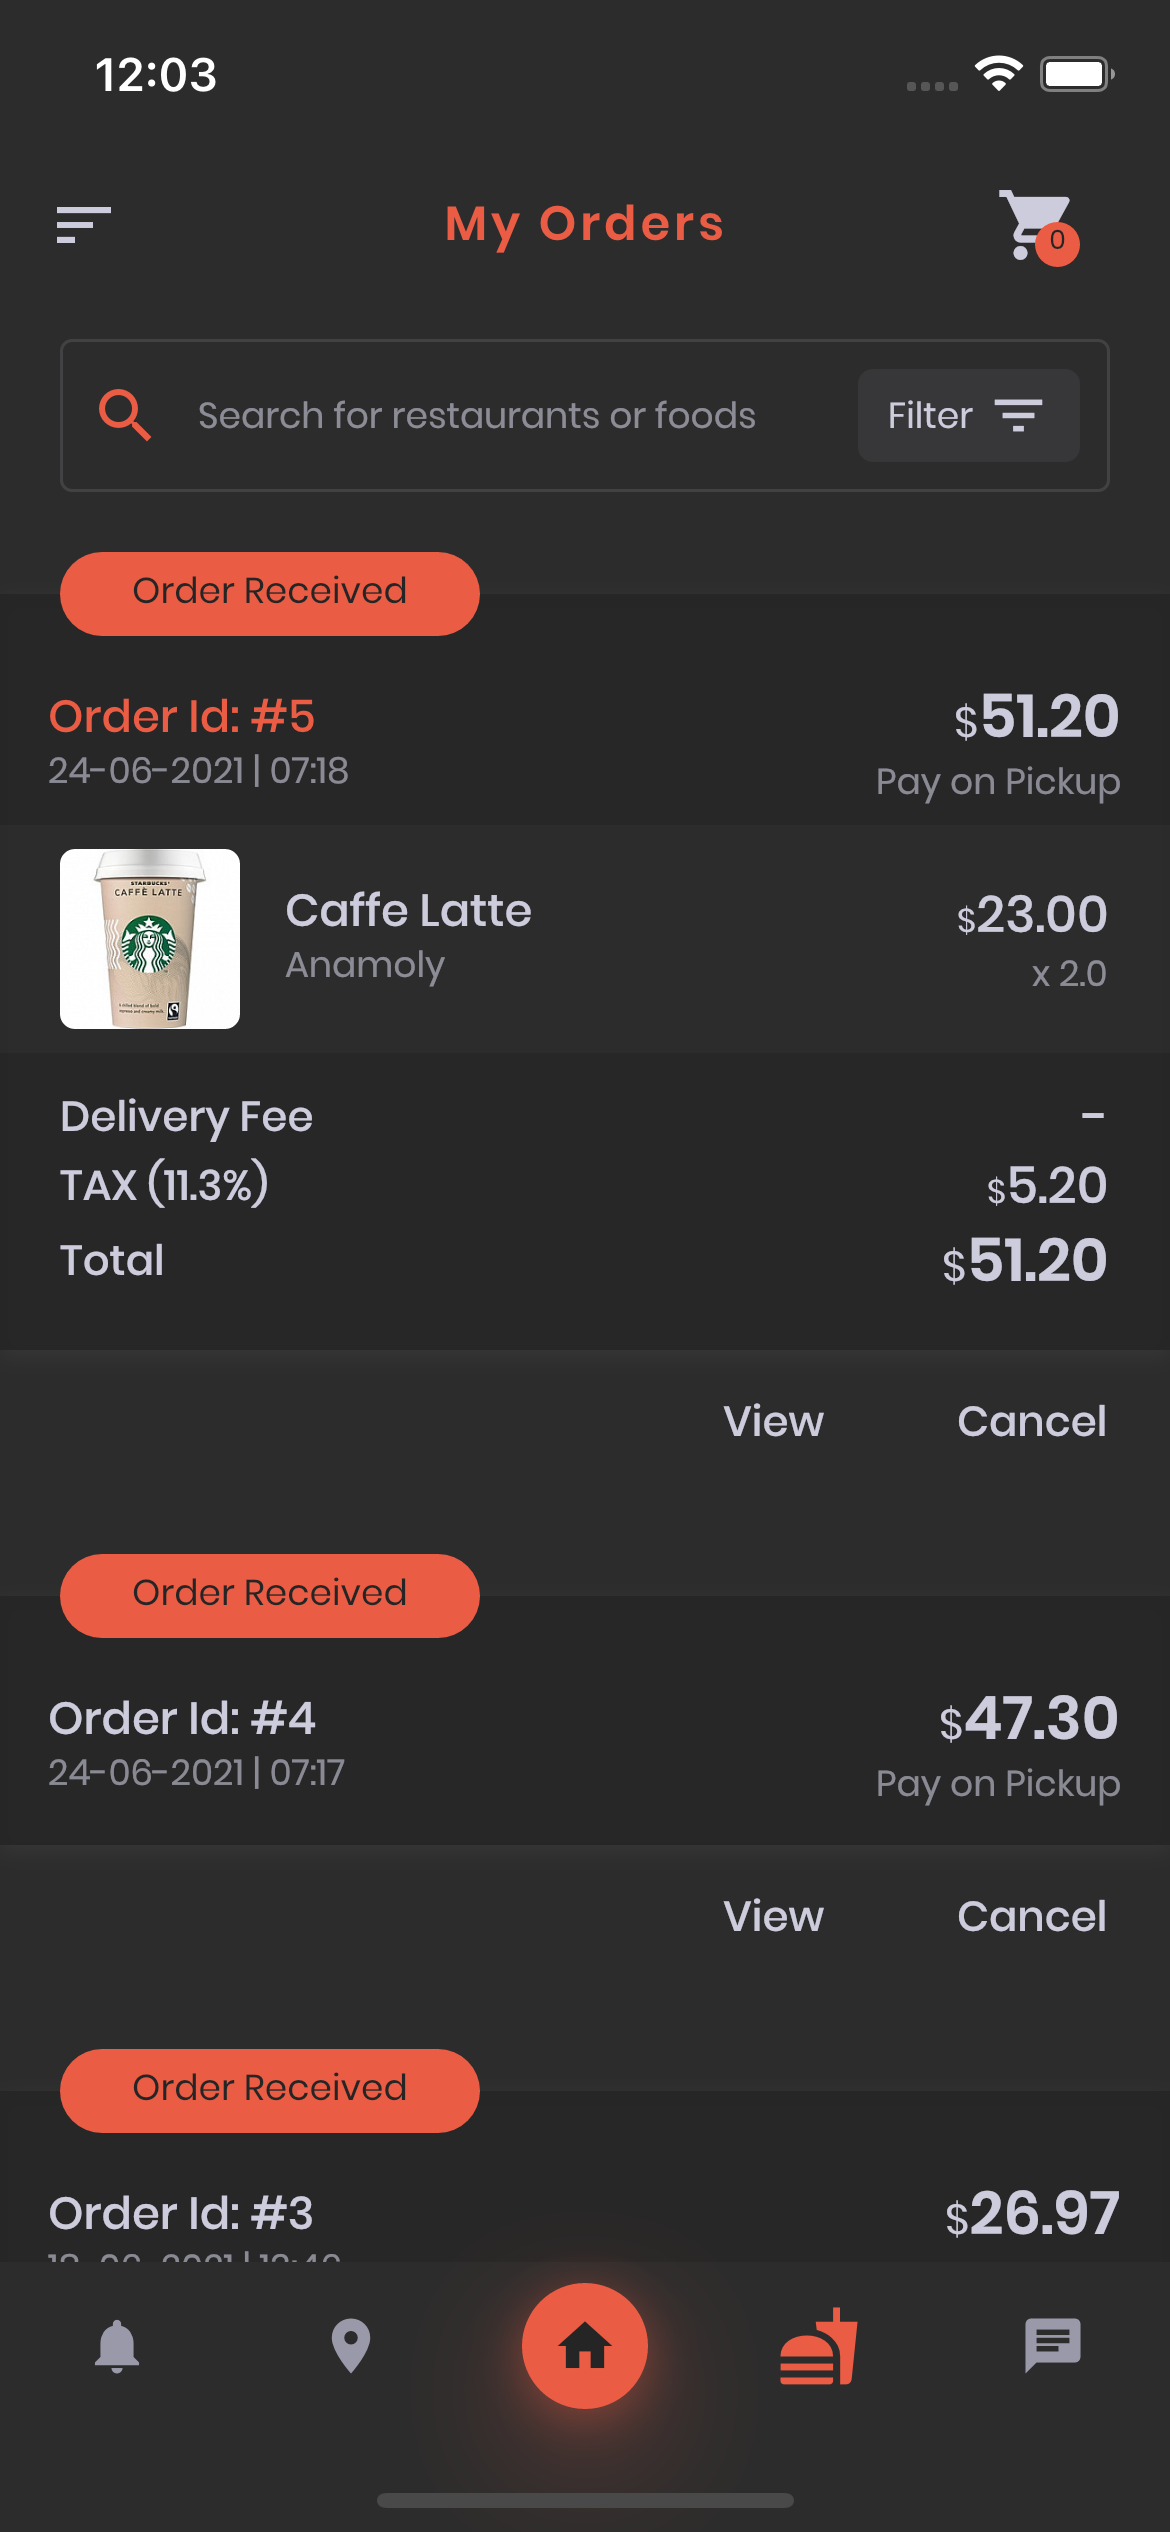 12:03
My Orders
0
Search for restaurants or foods
Filter
Order Received
Order Id: #5
$51.20
24-06-2021 | 07:18
Pay on Pickup
STARBUCKS
CAFFÈ LATTE
Caffe Latte
$23.00
Anamoly
x 2.0
Delivery Fee
–
TAX (11.3%)
$5.20
Total
$51.20
View
Cancel
Order Received
Order Id: #4
$47.30
24-06-2021 | 07:17
Pay on Pickup
View
Cancel
Order Received
Order Id: #3
$26.97